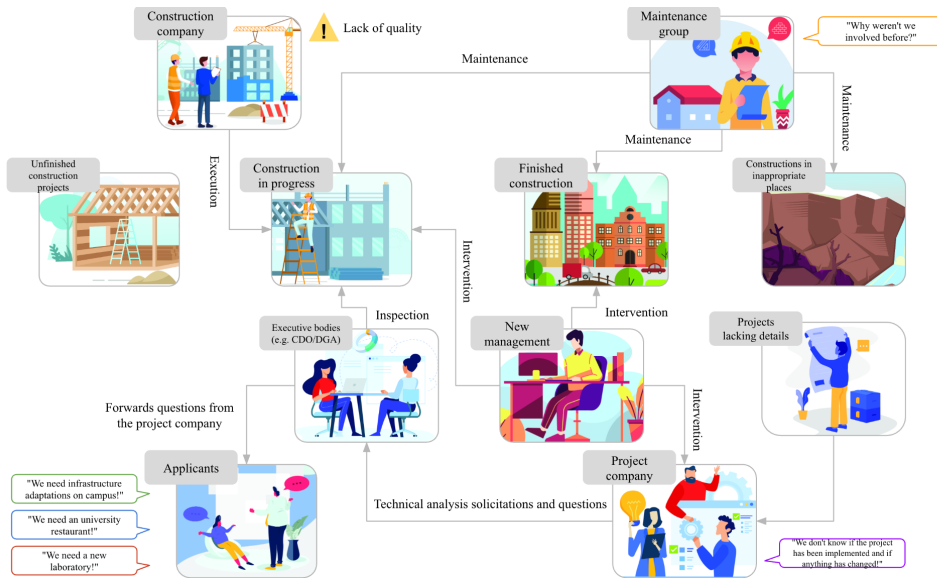 Construction
company
Lack of quality
Maintenance
group
"Why weren't we
involved before?"
Maintenance
Maintenance
Maintenance
Unfinished
construction
projects
Execution
Construction
in progress
Finished
construction
Constructions in
inappropriate
places
Intervention
Inspection
Intervention
Executive bodies
(e.g. CDO/DGA)
New
management
Projects
lacking details
Forwards questions from
the project company
Intervention
Applicants
Project
company
"We need infrastructure
adaptations on campus!"
"We need an university
restaurant!"
"We need a new
laboratory!"
Technical analysis solicitations and questions
"We don't know if the project
has been implemented and if
anything has changed!"